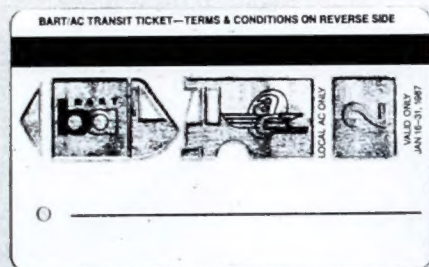 BART/AC TRANSIT TICKET—TERMS & CONDITIONS ON REVERSE SIDE
BART
ba
LOCAL AC ONLY
2
VALID ONLY
JAN 16–31, 1987